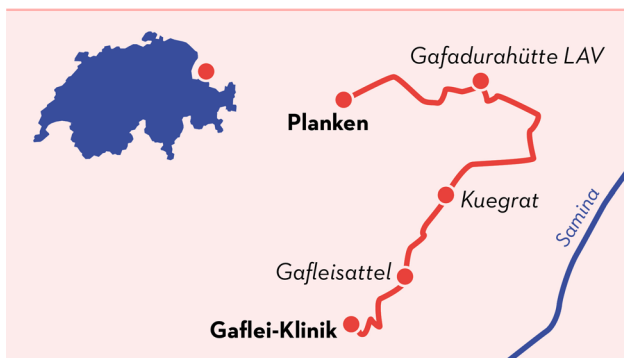 Gafadurahütte LAV
Planken
Kuegrat
Samina
Gafleisattel
Gaflei-Klinik